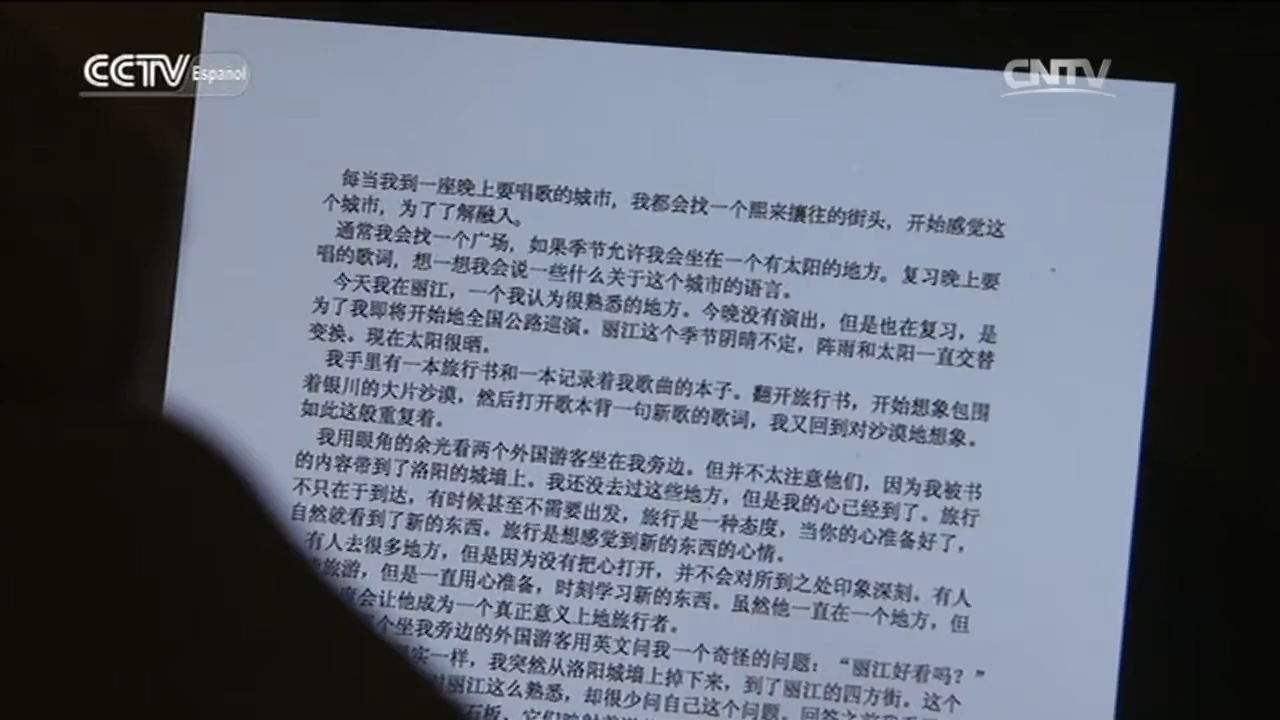 CCTV Español
CNTV
每当我到一座晚上要唱歌的城市，我都会找一个熙来攘往的街头，开始感觉这
个城市，为了了解融入。
通常我会找一个广场，如果季节允许我会坐在一个有太阳的地方。复习晚上要
唱的歌词，想一想我会说一些什么关于这个城市的语言。
今天我在丽江，一个我认为很熟悉的地方。今晚没有演出，但是也在复习，是
为了我即将开始地全国公路巡演。丽江这个季节阴晴不定，阵雨和太阳一直交替
变换。现在太阳很晒。
我手里有一本旅行书和一本记录着我歌曲的本子。翻开旅行书，开始想象包围
着银川的大片沙漠，然后打开歌本背一句新歌的歌词，我又回到对沙漠地想象。
如此这般重复着。
我用眼角的余光看两个外国游客坐在我旁边。但并不太注意他们，因为我被书
的内容带到了洛阳的城墙上。我还没去过这些地方，但是我的心已经到了。旅行
不只在于到达，有时候甚至不需要出发，旅行是一种态度，当你的心准备好了，
自然就看到了新的东西。旅行是想感觉到新的东西的心情。
有人去很多地方，但是因为没有把心打开，并不会对所到之处印象深刻。有人
旅游，但是一直用心准备，时刻学习新的东西。虽然他一直在一个地方，但
会让他成为一个真正意义上地旅行者。
个坐我旁边的外国游客用英文问我一个奇怪的问题：“丽江好看吗？”
实一样，我突然从洛阳城墙上掉下来，到了丽江的四方街。这个
对丽江这么熟悉，却很少问自己这个问题。回答之前我
石板，它们